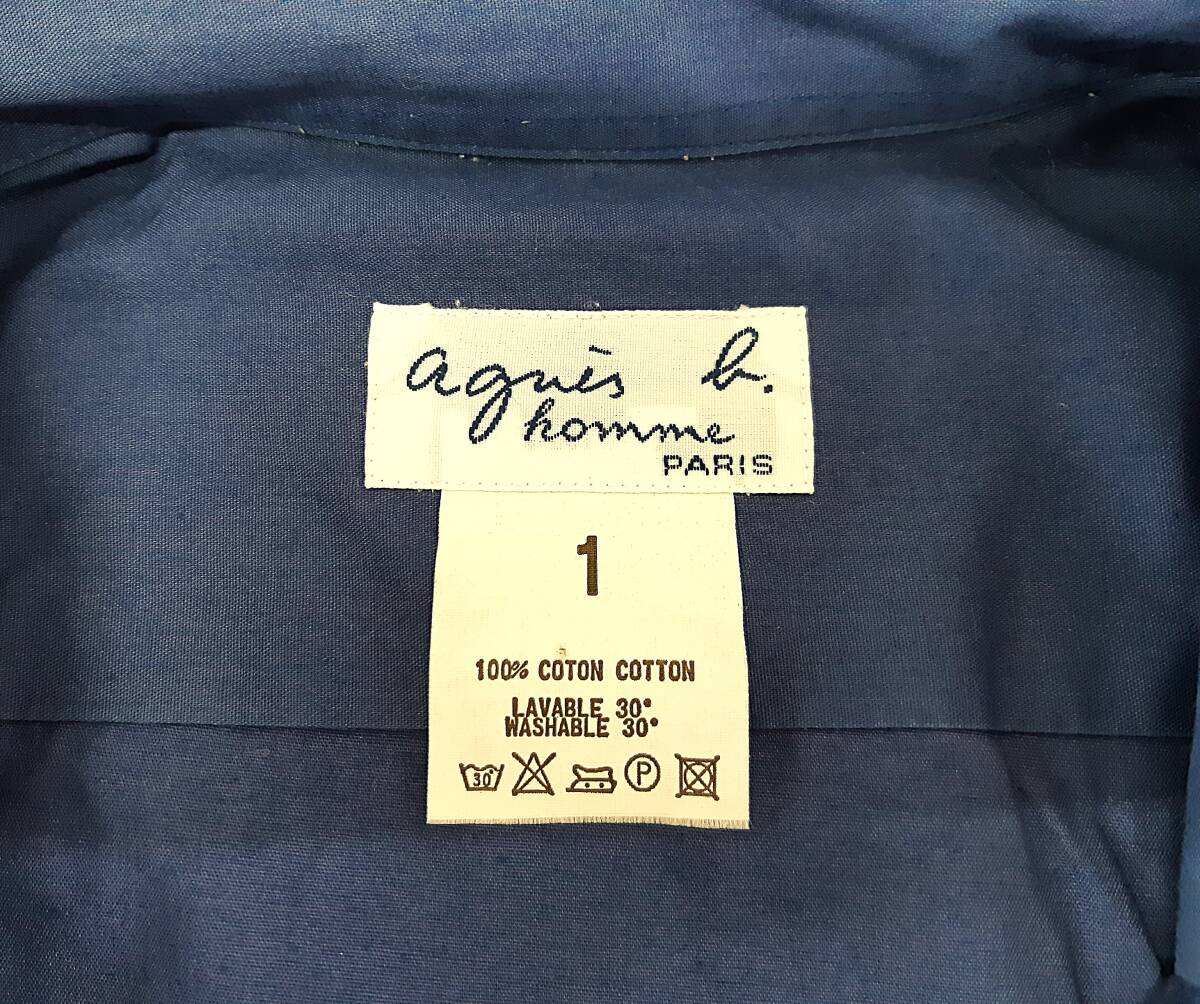 agnès b.
homme
PARIS
1
100% COTON COTTON
LAVABLE 30°
WASHABLE 30°
30° P